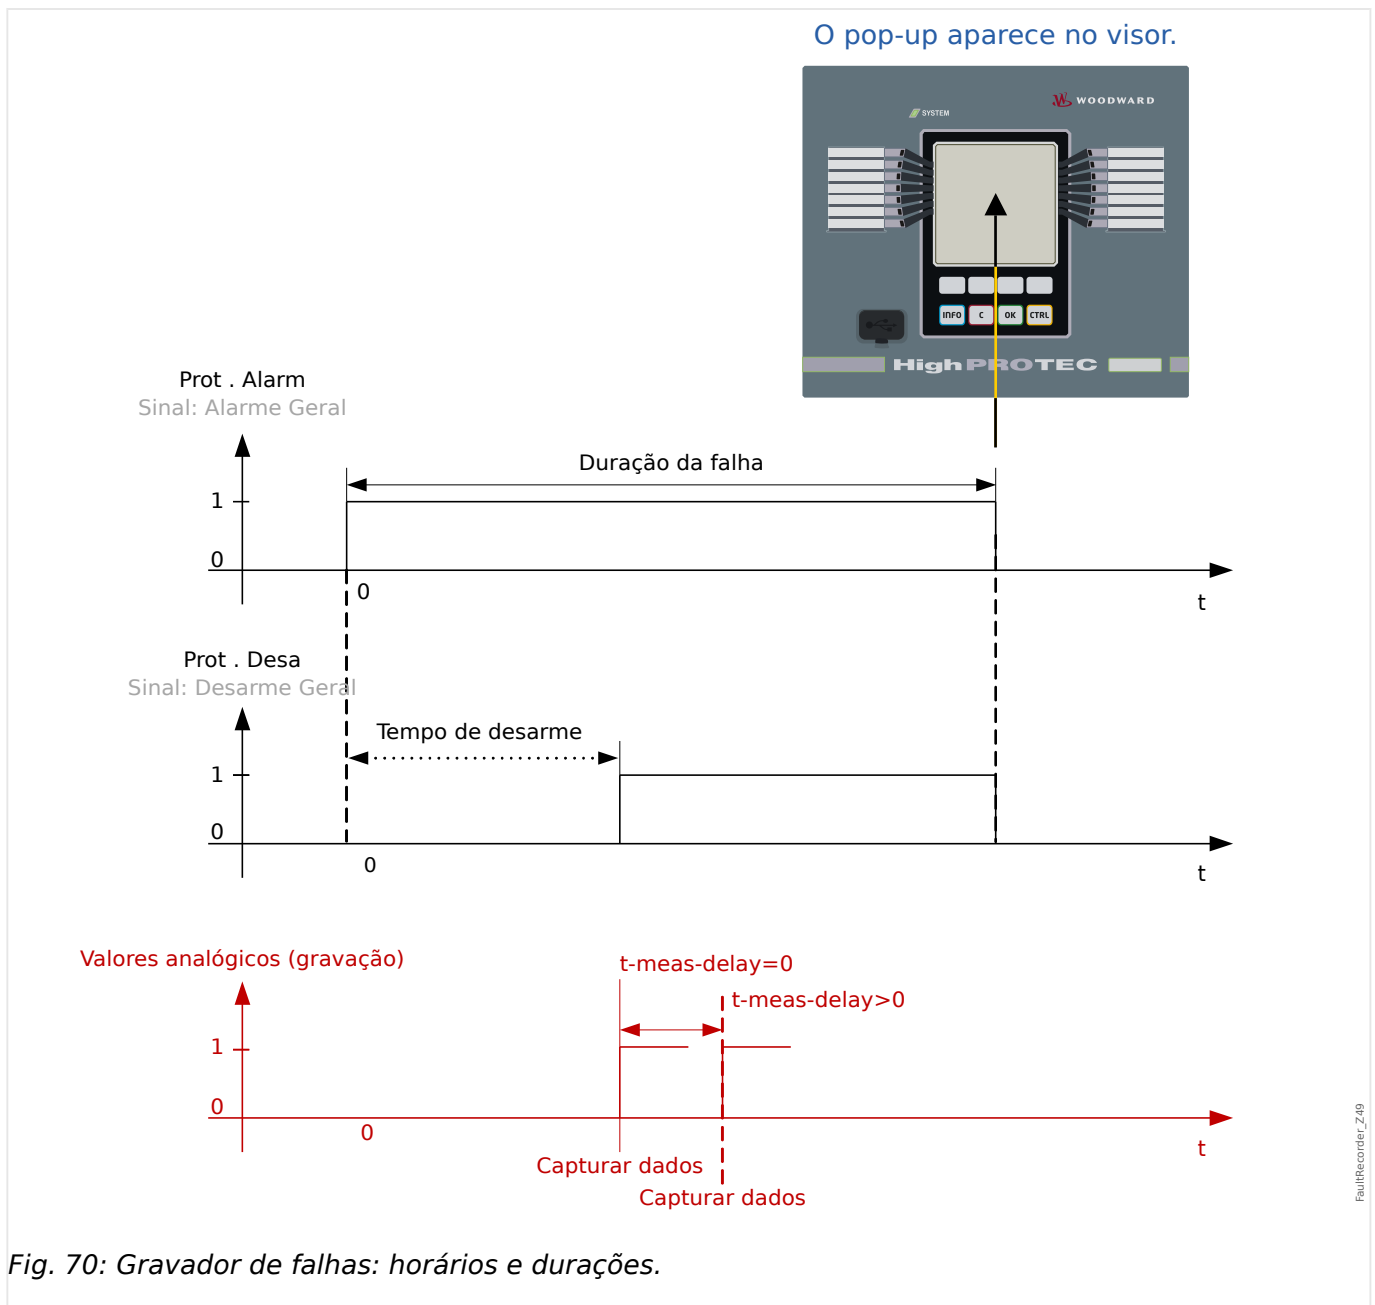 O pop-up aparece no visor.
WOODWARD
SYSTEM
INFO
C
OK
CTRL
HighPROTEC
Prot . Alarm
Sinal: Alarme Geral
Duração da falha
1
0
0
t
Prot . Desa
Sinal: Desarme Geral
Tempo de desarme
1
0
0
t
Valores analógicos (gravação)
t-meas-delay=0
t-meas-delay>0
1
0
0
t
Capturar dados
Capturar dados
FaultRecorder_Z49
Fig. 70: Gravador de falhas: horários e durações.